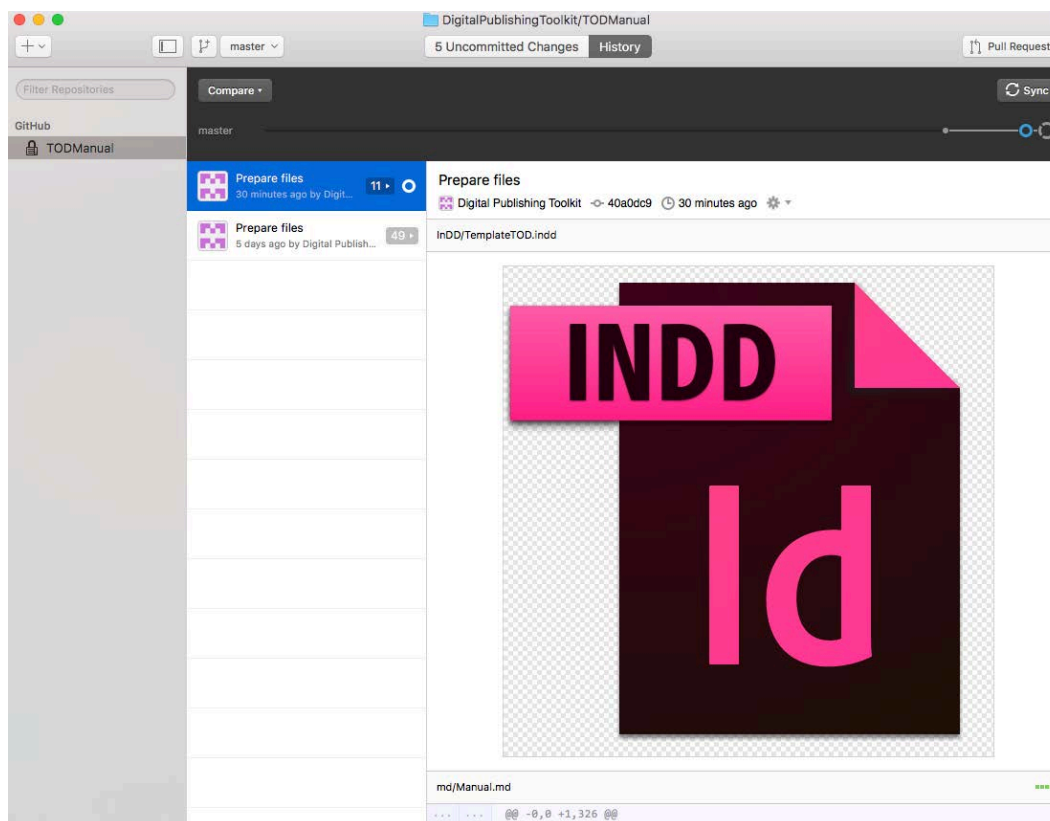 DigitalPublishingToolkit/TODManual
master
5 Uncommitted Changes
History
Pull Request
Filter Repositories
Compare
Sync
GitHub
TODManual
master
Prepare files
30 minutes ago by Digit...
11
Prepare files
5 days ago by Digital Publish...
49
Prepare files
Digital Publishing Toolkit 40a0dc9 30 minutes ago
InDD/TemplateTOD.indd
INDD
Id
md/Manual.md
... ... @@ -0,0 +1,326 @@